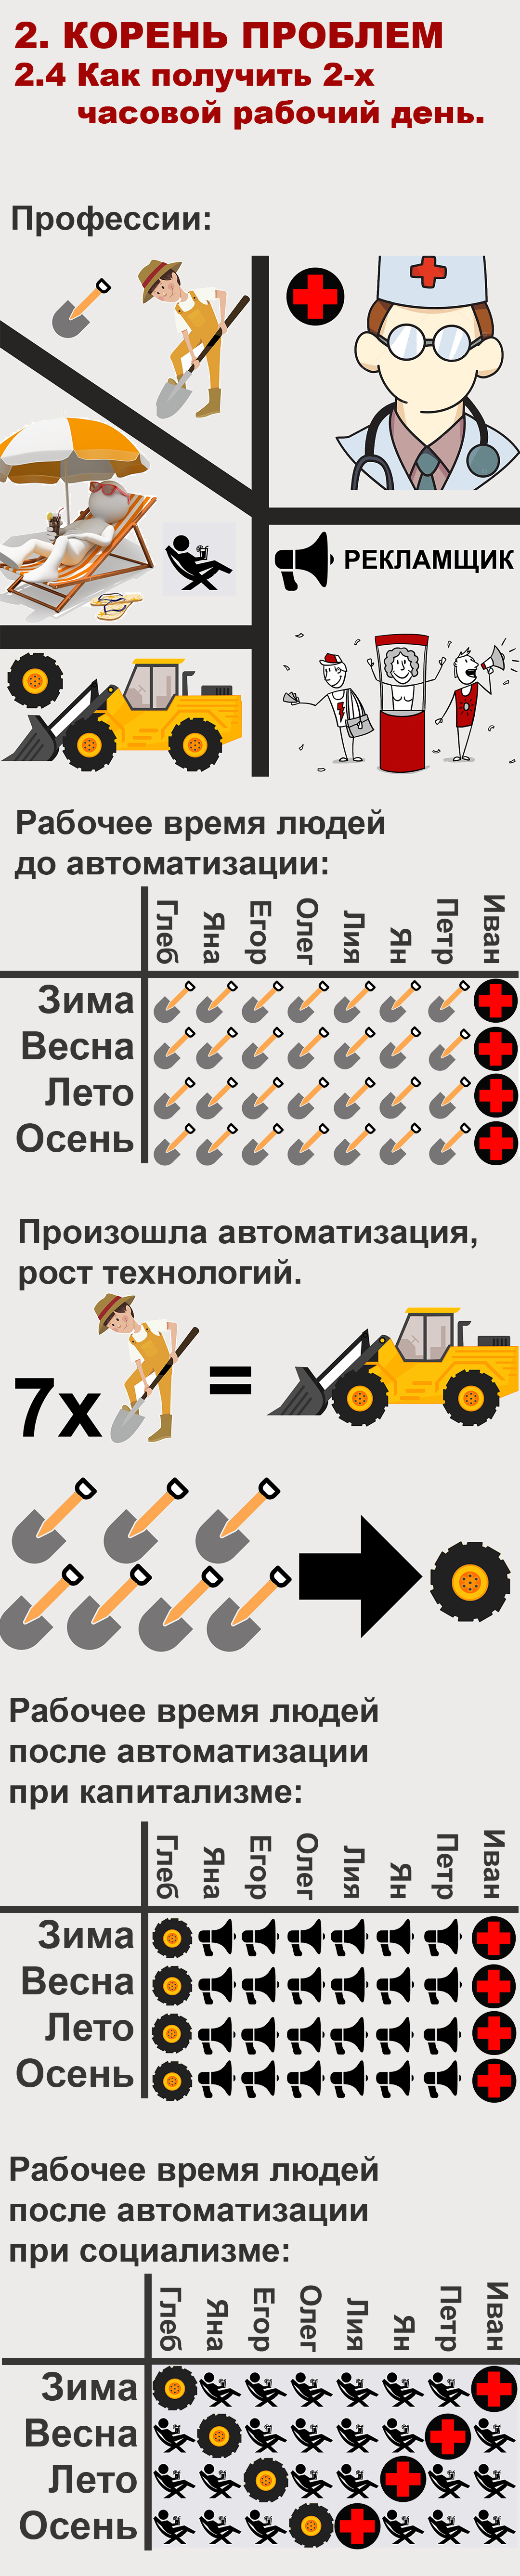 2. КОРЕНЬ ПРОБЛЕМ
2.4 Как получить 2-х
часовой рабочий день.
Профессии:
РЕКЛАМЩИК
Рабочее время людей
до автоматизации:
Глеб Яна Егор Олег Лия Ян Петр Иван
Зима
Весна
Лето
Осень
Произошла автоматизация,
рост технологий.
7x =
Рабочее время людей
после автоматизации
при капитализме:
Глеб Яна Егор Олег Лия Ян Петр Иван
Зима
Весна
Лето
Осень
Рабочее время людей
после автоматизации
при социализме:
Глеб Яна Егор Олег Лия Ян Петр Иван
Зима
Весна
Лето
Осень